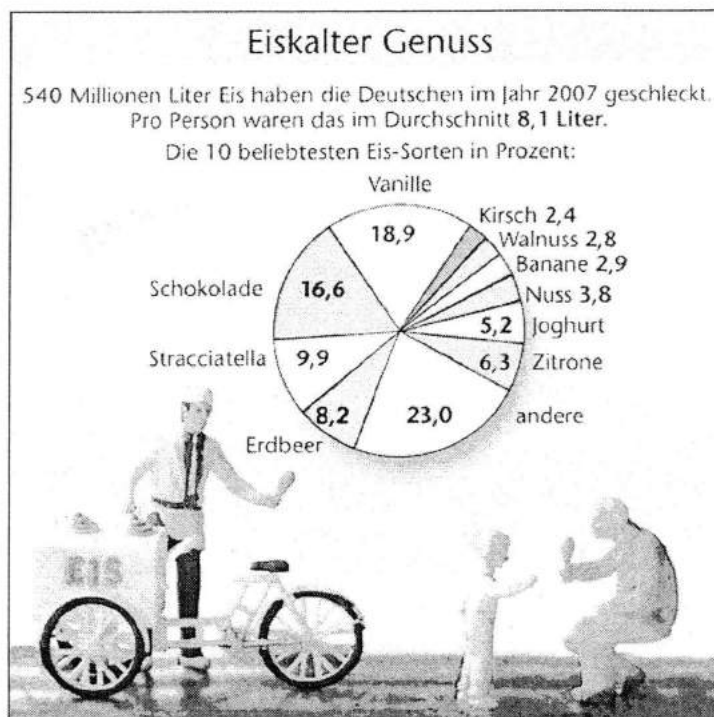 Eiskalter Genuss
540 Millionen Liter Eis haben die Deutschen im Jahr 2007 geschleckt.
Pro Person waren das im Durchschnitt 8,1 Liter.
Die 10 beliebtesten Eis-Sorten in Prozent:
Vanille
18,9
Kirsch 2,4
Walnuss 2,8
Banane 2,9
Nuss 3,8
5,2 Joghurt
6,3 Zitrone
andere
23,0
Schokolade 16,6
Stracciatella 9,9
8,2
Erdbeer
EIS